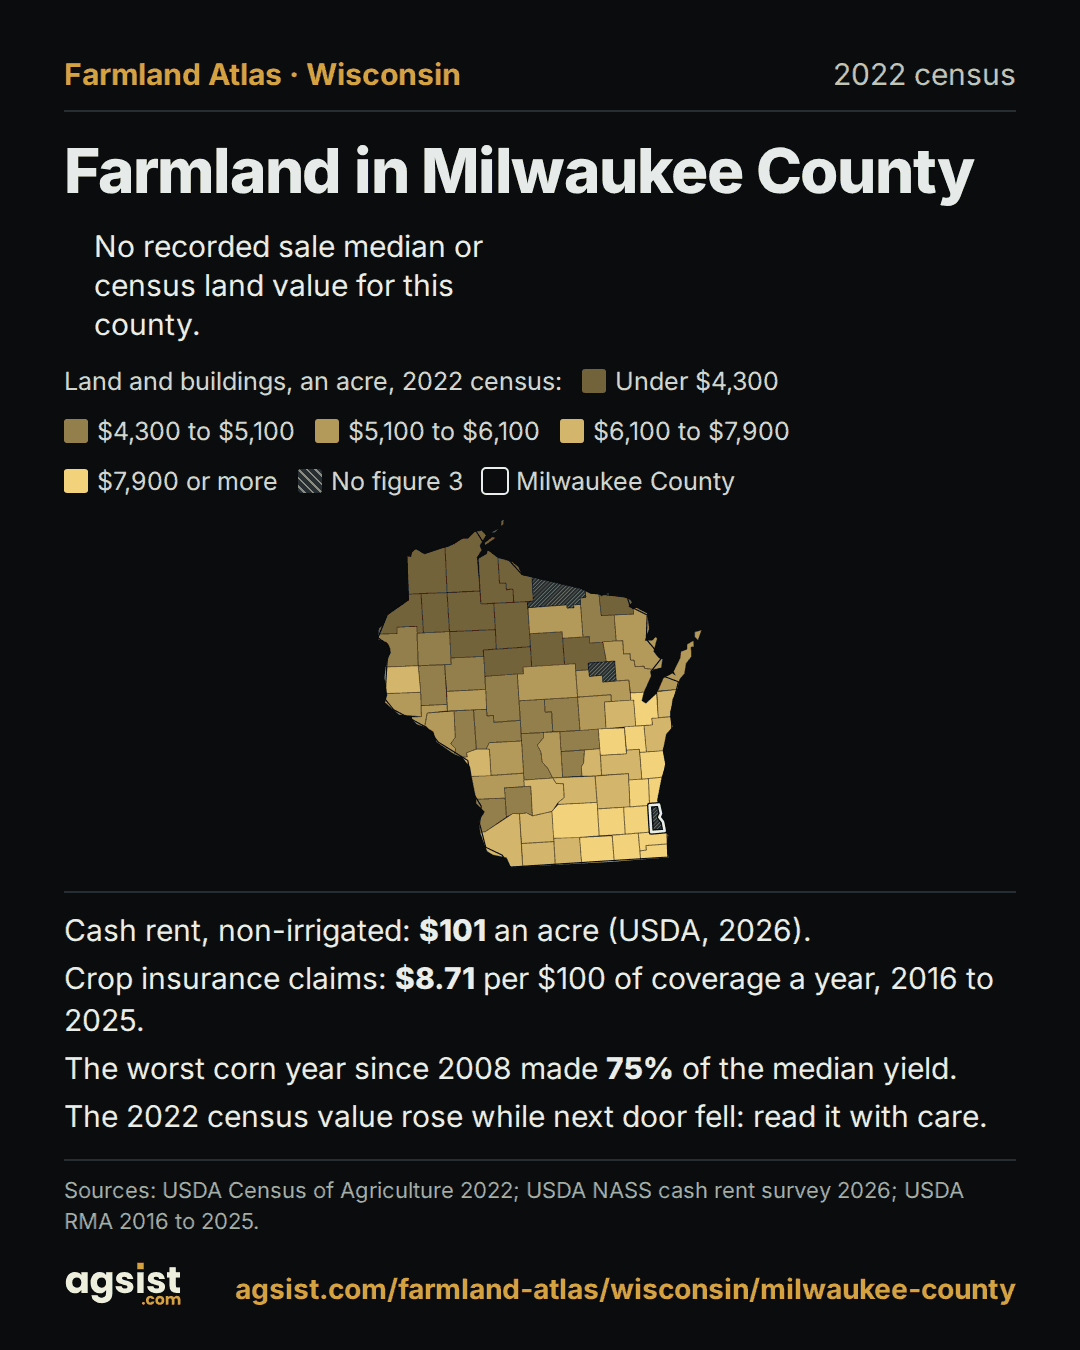 Farmland Atlas · Wisconsin
2022 census
Farmland in Milwaukee County
No recorded sale median or
census land value for this
county.
Land and buildings, an acre, 2022 census: Under $4,300
$4,300 to $5,100 $5,100 to $6,100 $6,100 to $7,900
$7,900 or more No figure 3 Milwaukee County
Cash rent, non-irrigated: $101 an acre (USDA, 2026).
Crop insurance claims: $8.71 per $100 of coverage a year, 2016 to
2025.
The worst corn year since 2008 made 75% of the median yield.
The 2022 census value rose while next door fell: read it with care.
Sources: USDA Census of Agriculture 2022; USDA NASS cash rent survey 2026; USDA
RMA 2016 to 2025.
agsist
.com
agsist.com/farmland-atlas/wisconsin/milwaukee-county